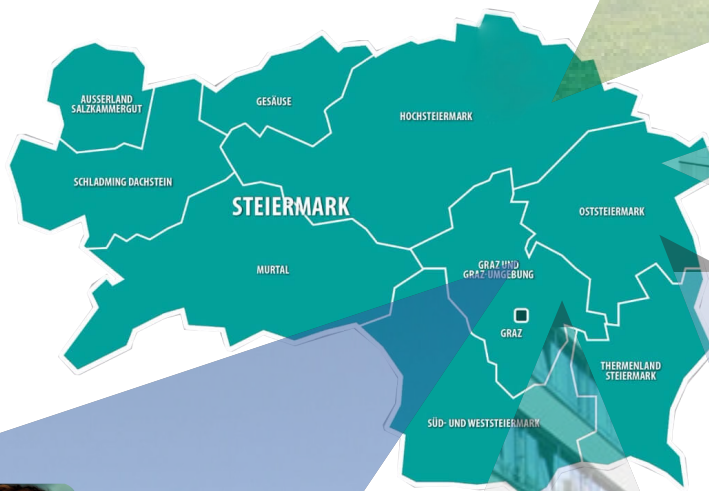 AUSSERLAND
SALZKAMMERGUT
GESÄUSE
HOCHSTEIERMARK
SCHLADMING DACHSTEIN
STEIERMARK
OSTSTEIERMARK
MURTAL
GRAZ UND
GRAZ-UMGEBUNG
GRAZ
THERMENLAND
STEIERMARK
SÜD- UND WESTSTEIERMARK